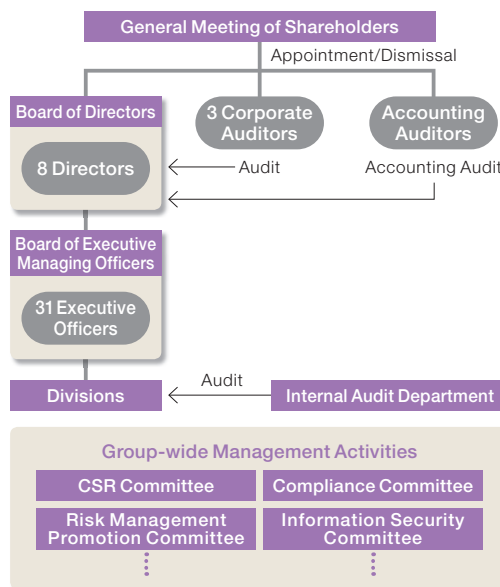 General Meeting of Shareholders
Appointment/Dismissal
Board of Directors
8 Directors
3 Corporate
Auditors
Accounting
Auditors
Audit
Accounting Audit
Board of Executive
Managing Officers
31 Executive
Officers
Divisions
Audit
Internal Audit Department
Group-wide Management Activities
CSR Committee
Compliance Committee
Risk Management
Promotion Committee
Information Security
Committee